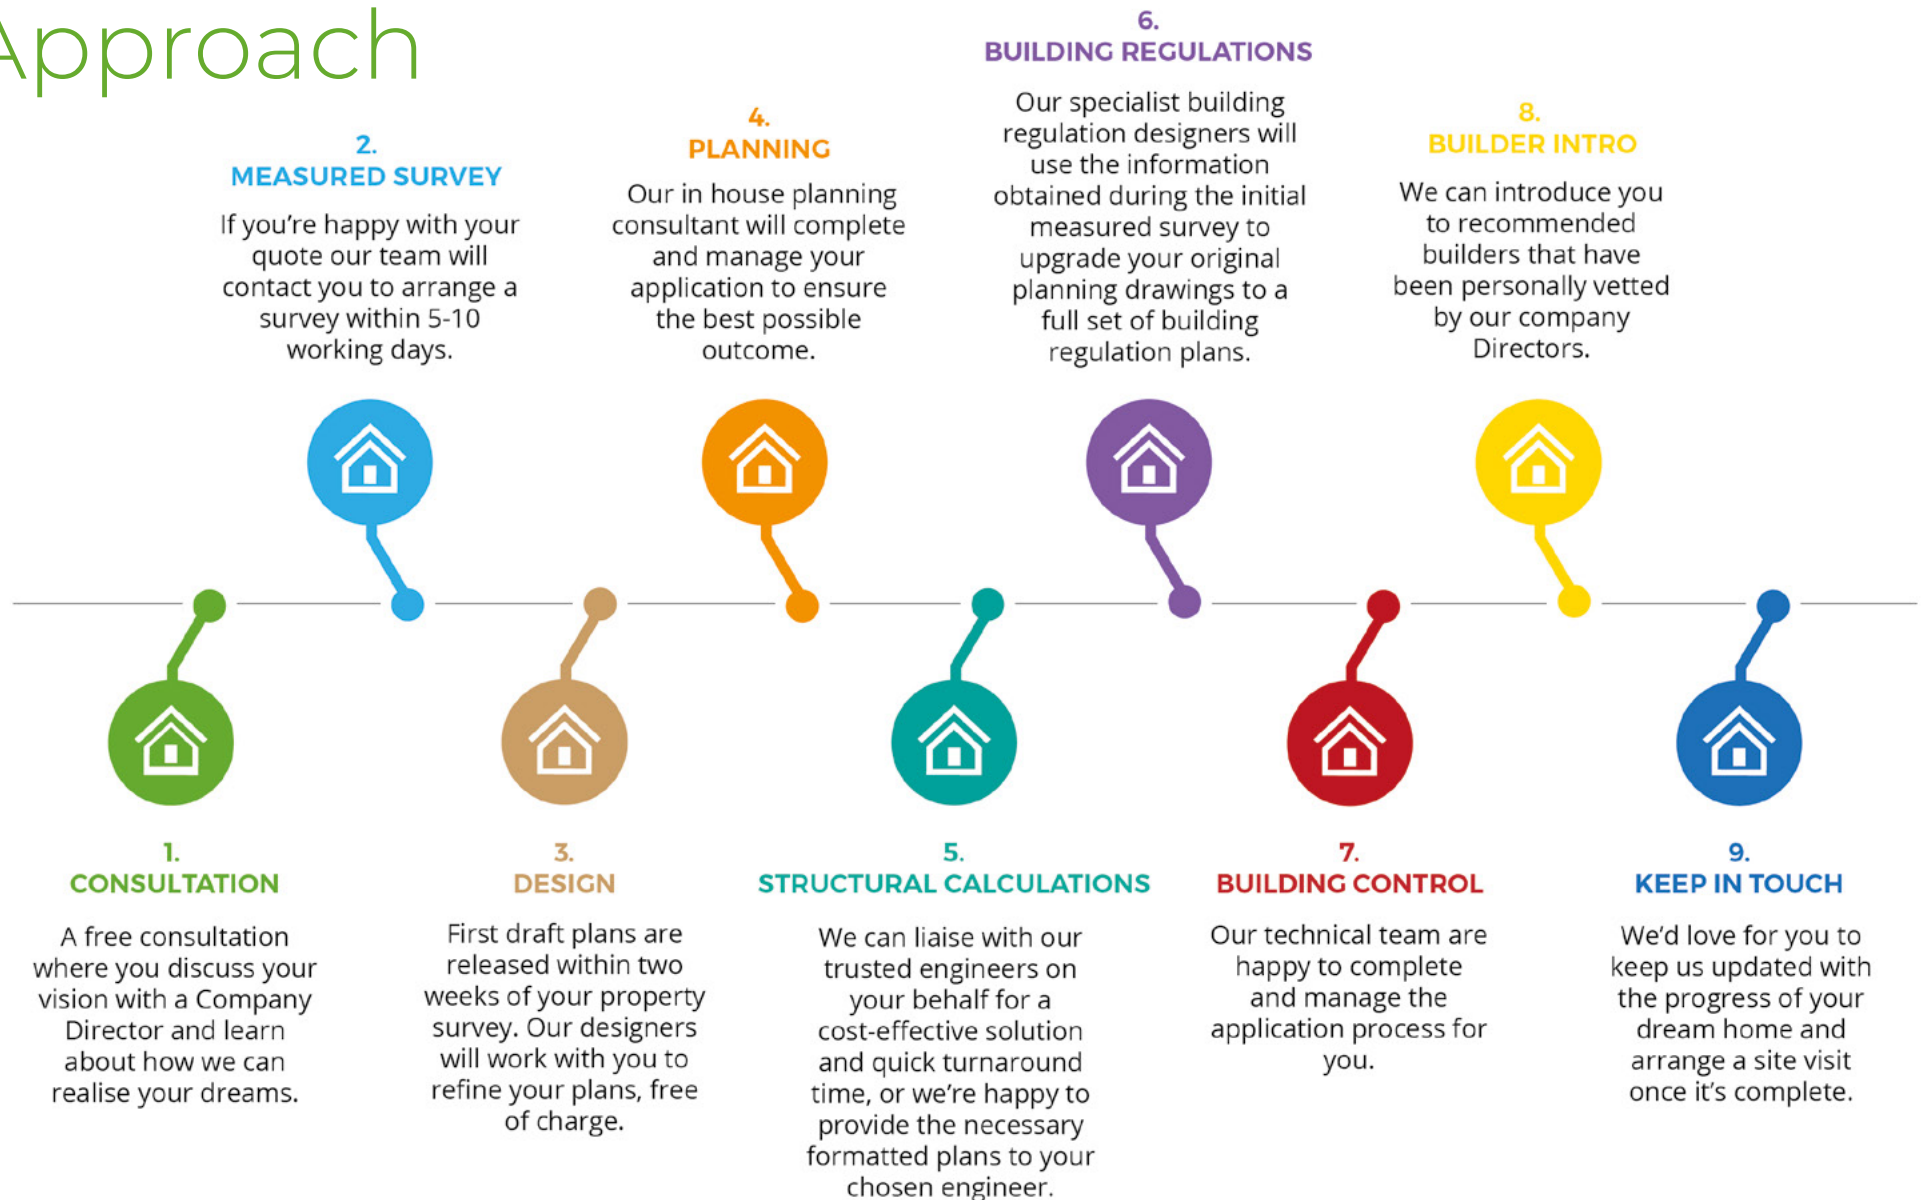 Approach
1.
CONSULTATION
A free consultation
where you discuss your
vision with a Company
Director and learn
about how we can
realise your dreams.
2.
MEASURED SURVEY
If you're happy with your
quote our team will
contact you to arrange a
survey within 5-10
working days.
3.
DESIGN
First draft plans are
released within two
weeks of your property
survey. Our designers
will work with you to
refine your plans, free
of charge.
4.
PLANNING
Our in house planning
consultant will complete
and manage your
application to ensure
the best possible
outcome.
5.
STRUCTURAL CALCULATIONS
We can liaise with our
trusted engineers on
your behalf for a
cost-effective solution
and quick turnaround
time, or we're happy to
provide the necessary
formatted plans to your
chosen engineer.
6.
BUILDING REGULATIONS
Our specialist building
regulation designers will
use the information
obtained during the initial
measured survey to
upgrade your original
planning drawings to a
full set of building
regulation plans.
7.
BUILDING CONTROL
Our technical team are
happy to complete
and manage the
application process for
you.
8.
BUILDER INTRO
We can introduce you
to recommended
builders that have
been personally vetted
by our company
Directors.
9.
KEEP IN TOUCH
We'd love for you to
keep us updated with
the progress of your
dream home and
arrange a site visit
once it's complete.